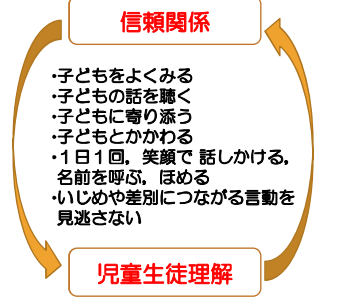 信頼関係
・子どもをよくみる
・子どもの話を聴く
・子どもに寄り添う
・子どもとかかわる
・１日１回，笑顔で 話しかける，
名前を呼ぶ，ほめる
・いじめや差別につながる言動を
見逃さない
児童生徒理解